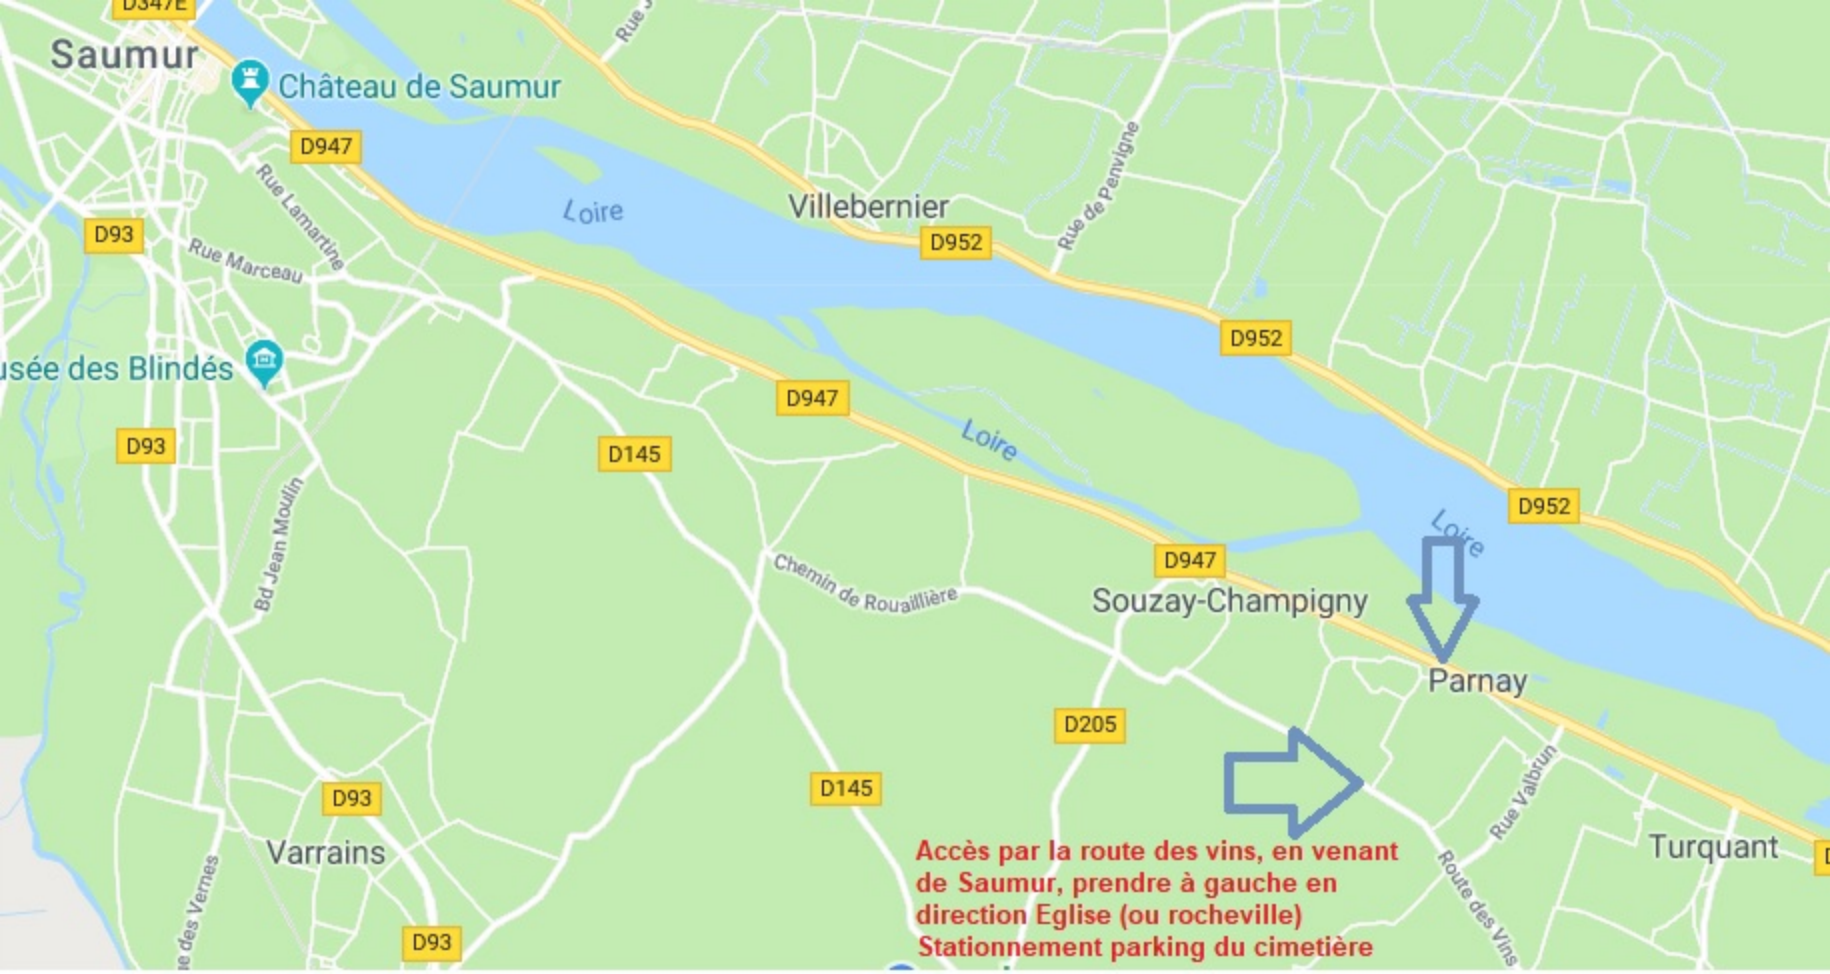 D347E
Saumur
Château de Saumur
D947
Rue Lamartine
Loire
Villebernier
D952
Rue de Penvigne
D93
Rue Marceau
D952
usée des Blindés
D947
D93
D145
Loire
Bd Jean Moulin
D952
Loire
D947
Chemin de Rouaillière
Souzay-Champigny
Parnay
D205
D145
D93
Rue Valbrun
Varrains
Turquant
Route des Vins
e des Vernes
D93
Accès par la route des vins, en venant
de Saumur, prendre à gauche en
direction Eglise (ou rocheville)
Stationnement parking du cimetière